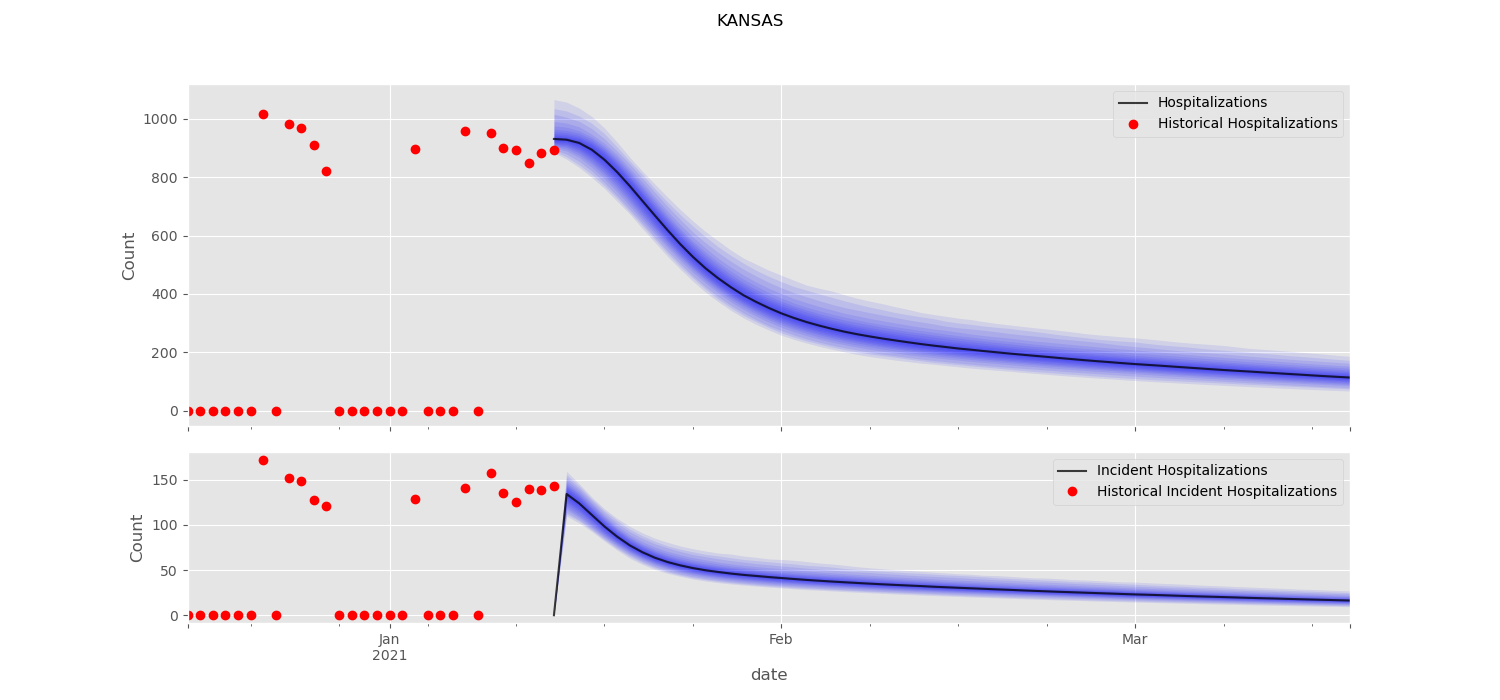 KANSAS
Hospitalizations
Historical Hospitalizations
1000
800
600
400
200
0
Count
Incident Hospitalizations
Historical Incident Hospitalizations
150
100
50
0
Count
Jan
2021
Feb
Mar
date